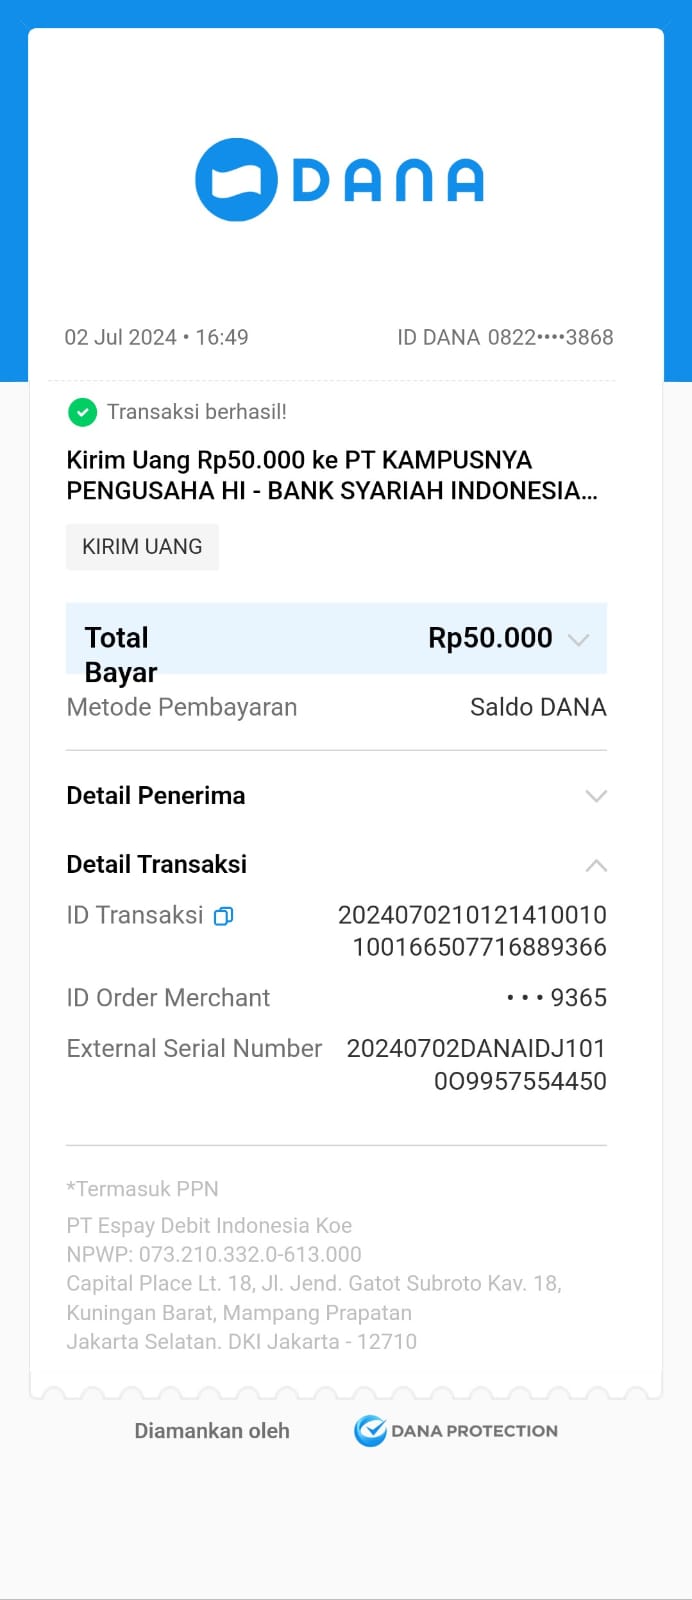 DANA
02 Jul 2024 • 16:49 ID DANA 0822••••3868
Transaksi berhasil!
Kirim Uang Rp50.000 ke PT KAMPUSNYA
PENGUSAHA HI - BANK SYARIAH INDONESIA...
KIRIM UANG
Total Rp50.000
Bayar
Metode Pembayaran Saldo DANA
Detail Penerima
Detail Transaksi
ID Transaksi 2024070210121410010
100166507716889366
ID Order Merchant • • • 9365
External Serial Number 20240702DANAIDJ101
0O9957554450
*Termasuk PPN
PT Espay Debit Indonesia Koe
NPWP: 073.210.332.0-613.000
Capital Place Lt. 18, Jl. Jend. Gatot Subroto Kav. 18,
Kuningan Barat, Mampang Prapatan
Jakarta Selatan. DKI Jakarta - 12710
Diamankan oleh DANA PROTECTION